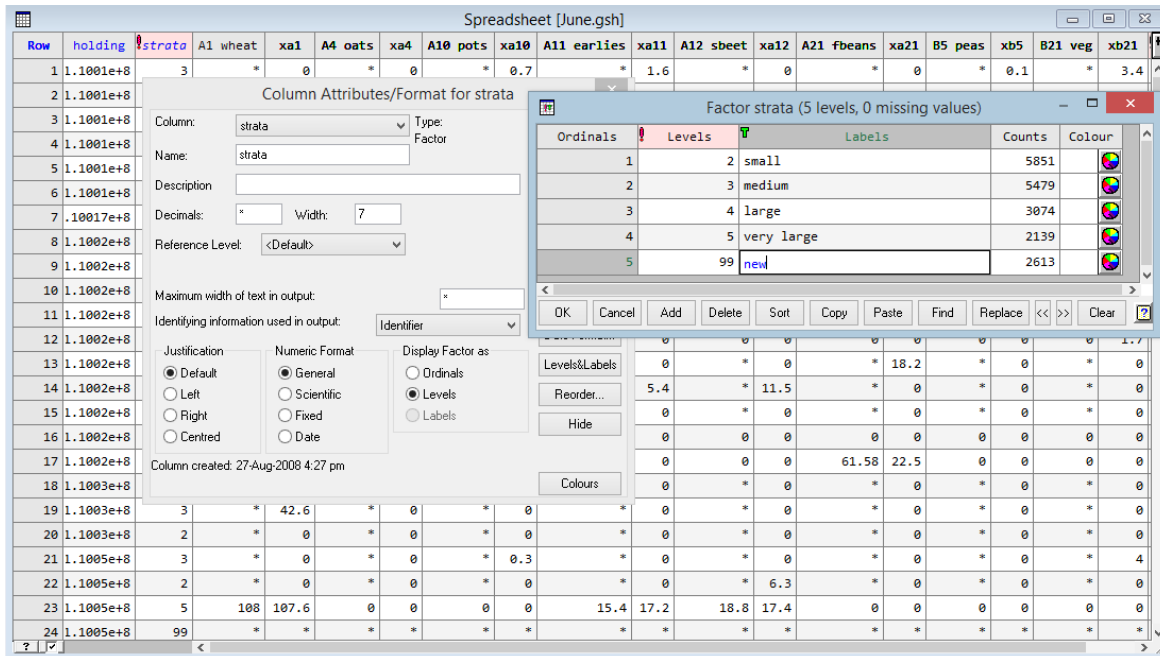 Spreadsheet [June.gsh]
Row holding !strata A1 wheat xa1 A4 oats xa4 A10 pots xa10 A11 earlies xa11 A12 sbeet xa12 A21 fbeans xa21 B5 peas xb5 B21 veg xb21
1 1.1001e+8 3 * 0 * 0 * 0.7 * 1.6 * 0 * 0 * 0.1 * 3.4
2 1.1001e+8
3 1.1001e+8
4 1.1001e+8
5 1.1001e+8
6 1.1001e+8
7 .10017e+8
8 1.1002e+8
9 1.1002e+8
10 1.1002e+8
11 1.1002e+8
12 1.1002e+8 0 0 0 0 0 0 0 0 1.7
13 1.1002e+8 0 * 0 * 18.2 * 0 * 0
14 1.1002e+8 5.4 * 11.5 * 0 * 0 * 0
15 1.1002e+8 0 * 0 * 0 * 0 * 0
16 1.1002e+8 0 0 0 0 0 0 0 0 0
17 1.1002e+8 0 0 0 61.58 22.5 0 0 0 0
18 1.1003e+8 0 * 0 * 0 * 0 * 0
19 1.1003e+8 3 * 42.6 * 0 * 0 * 0 * 0 * 0 * 0 * 0
20 1.1003e+8 2 * 0 * 0 * 0 * 0 * 0 * 0 * 0 * 0
21 1.1005e+8 3 * 0 * 0 * 0.3 * 0 * 0 * 0 * 0 * 4
22 1.1005e+8 2 * 0 * 0 * 0 * 0 * 6.3 * 0 * 0 * 0
23 1.1005e+8 5 108 107.6 0 0 0 0 15.4 17.2 18.8 17.4 0 0 0 0 0 0
24 1.1005e+8 99 * * * * * * * * * * * * * * * *
Column Attributes/Format for strata
Column: strata Type:
Factor
Name: strata
Description
Decimals: * Width: 7
Reference Level: <Default>
Maximum width of text in output: *
Identifying information used in output: Identifier
Justification Numeric Format Display Factor as
Default General Ordinals
Left Scientific Levels
Right Fixed Labels
Centred Date
Levels&Labels
Reorder...
Hide
Column created: 27-Aug-2008 4:27 pm
Colours
Factor strata (5 levels, 0 missing values)
Ordinals ! Levels T Labels Counts Colour
1 2 small 5851
2 3 medium 5479
3 4 large 3074
4 5 very large 2139
5 99 new 2613
OK Cancel Add Delete Sort Copy Paste Find Replace << >> Clear ?
?